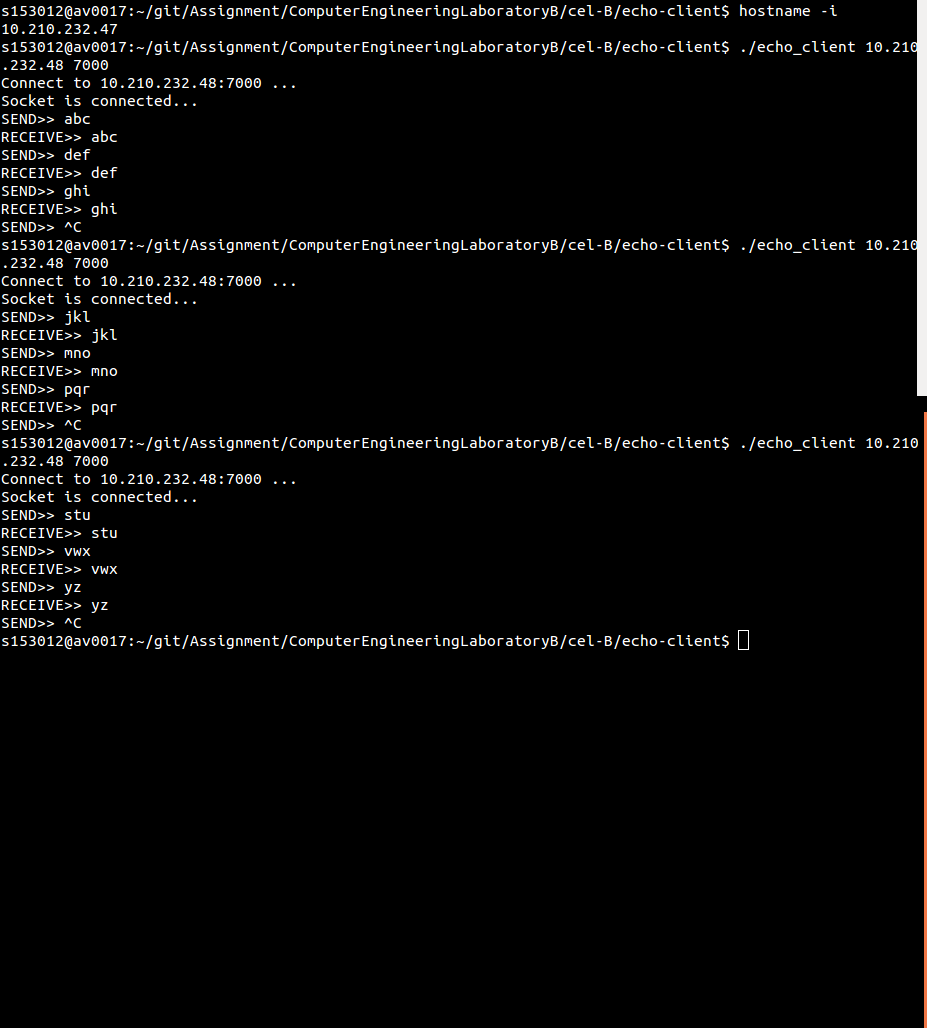 s153012@av0017:~/git/Assignment/ComputerEngineeringLaboratoryB/cel-B/echo-client$ hostname -i
10.210.232.47
s153012@av0017:~/git/Assignment/ComputerEngineeringLaboratoryB/cel-B/echo-client$ ./echo_client 10.210
.232.48 7000
Connect to 10.210.232.48:7000 ...
Socket is connected...
SEND>> abc
RECEIVE>> abc
SEND>> def
RECEIVE>> def
SEND>> ghi
RECEIVE>> ghi
SEND>> ^C
s153012@av0017:~/git/Assignment/ComputerEngineeringLaboratoryB/cel-B/echo-client$ ./echo_client 10.210
.232.48 7000
Connect to 10.210.232.48:7000 ...
Socket is connected...
SEND>> jkl
RECEIVE>> jkl
SEND>> mno
RECEIVE>> mno
SEND>> pqr
RECEIVE>> pqr
SEND>> ^C
s153012@av0017:~/git/Assignment/ComputerEngineeringLaboratoryB/cel-B/echo-client$ ./echo_client 10.210
.232.48 7000
Connect to 10.210.232.48:7000 ...
Socket is connected...
SEND>> stu
RECEIVE>> stu
SEND>> vwx
RECEIVE>> vwx
SEND>> yz
RECEIVE>> yz
SEND>> ^C
s153012@av0017:~/git/Assignment/ComputerEngineeringLaboratoryB/cel-B/echo-client$